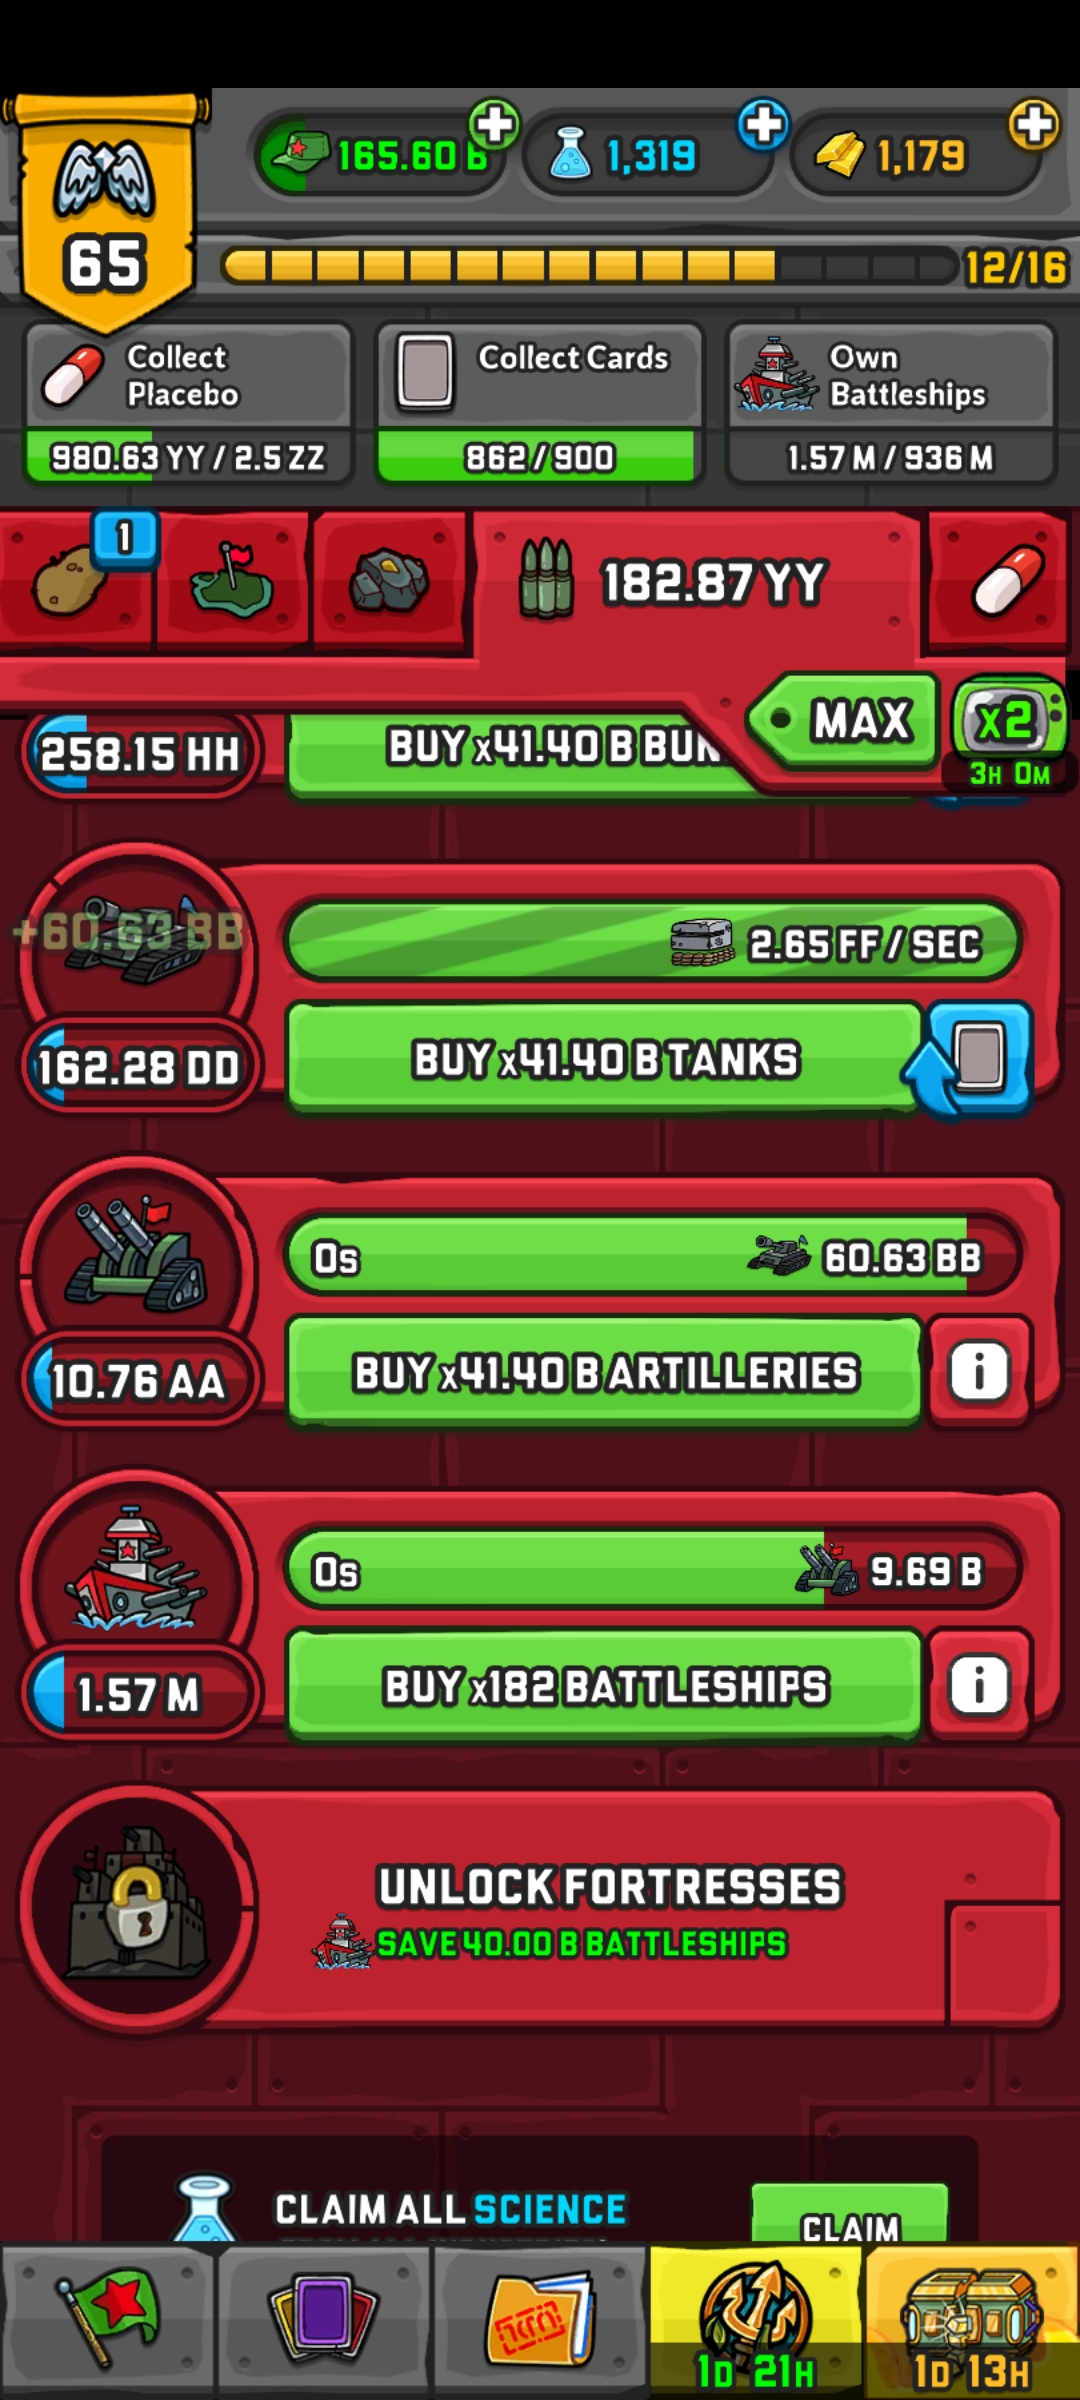 165.60 B
1,319
1,179
65
12/16
Collect
Placebo
980.63 YY / 2.5 ZZ
Collect Cards
862/900
Own
Battleships
1.57 M / 936 M
1
182.87 YY
MAX
x2
3H 0M
258.15 HH
BUY x41.40 B BUN
+60.63 BB
2.65 FF / SEC
162.28 DD
BUY x41.40 B TANKS
0s
60.63 BB
10.76 AA
BUY x41.40 B ARTILLERIES
i
0s
9.69 B
1.57 M
BUY x182 BATTLESHIPS
i
UNLOCK FORTRESSES
SAVE 40.00 B BATTLESHIPS
CLAIM ALL SCIENCE
CLAIM
1D 21H
1D 13H